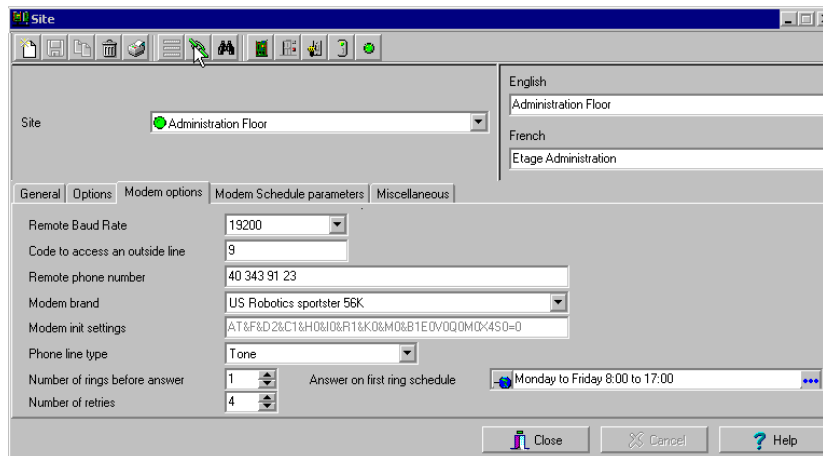 Site
English
Administration Floor
Site
Administration Floor
French
Etage Administration
General Options Modem options Modem Schedule parameters Miscellaneous
Remote Baud Rate 19200
Code to access an outside line 9
Remote phone number 40 343 91 23
Modem brand US Robotics sportster 56K
Modem init settings AT&F&D2&C1&H0&I0&R1&K0&M0&B1E0V0Q0M0X4S0=0
Phone line type Tone
Number of rings before answer 1 Answer on first ring schedule Monday to Friday 8:00 to 17:00
Number of retries 4
Close Cancel Help